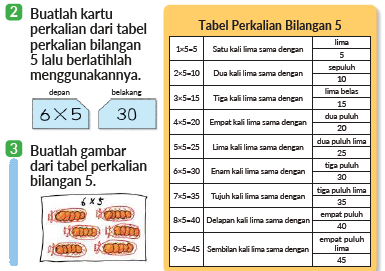 2 Buatlah kartu
perkalian dari tabel
perkalian bilangan
5 lalu berlatihlah
menggunakannya.
depan belakang
6×5 30
3 Buatlah gambar
dari tabel perkalian
bilangan 5.
6×5
Tabel Perkalian Bilangan 5
1×5=5 Satu kali lima sama dengan lima
5
2×5=10 Dua kali lima sama dengan sepuluh
10
3×5=15 Tiga kali lima sama dengan lima belas
15
4×5=20 Empat kali lima sama dengan dua puluh
20
5×5=25 Lima kali lima sama dengan dua puluh lima
25
6×5=30 Enam kali lima sama dengan tiga puluh
30
7×5=35 Tujuh kali lima sama dengan tiga puluh lima
35
8×5=40 Delapan kali lima sama dengan empat puluh
40
9×5=45 Sembilan kali lima sama dengan empat puluh
lima
45